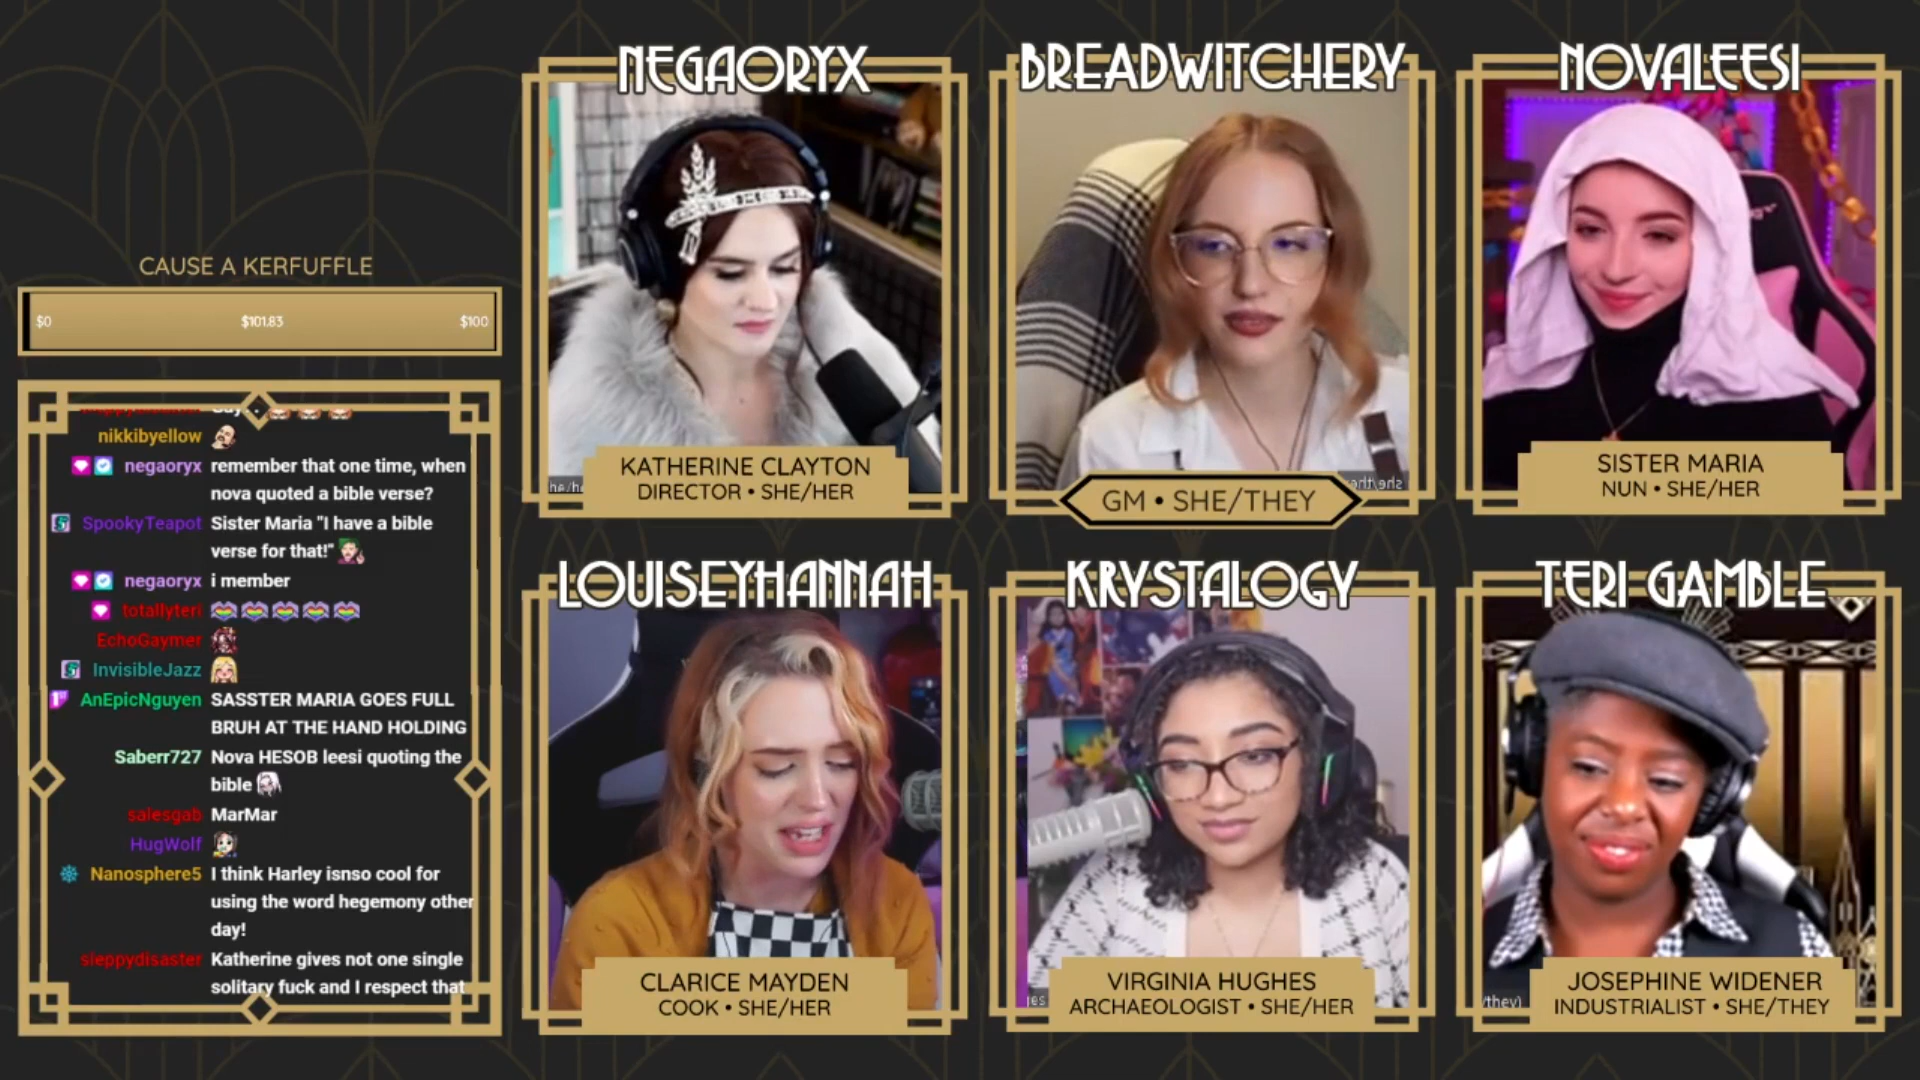 NEGAORYX
BREADWITCHERY
NOVALEESI
CAUSE A KERFUFFLE
$0 $101.83 $100
nikkibyellow
negaoryx remember that one time, when
nova quoted a bible verse?
SpookyTeapot Sister Maria "I have a bible
verse for that!"
negaoryx i member
totallyteri
EchoGaymer
InvisibleJazz
AnEpicNguyen SASSTER MARIA GOES FULL
BRUH AT THE HAND HOLDING
Saberr727 Nova HESOB leesi quoting the
bible
salesgab MarMar
HugWolf
Nanosphere5 I think Harley isnso cool for
using the word hegemony other
day!
sleppydisaster Katherine gives not one single
solitary fuck and I respect that
KATHERINE CLAYTON
DIRECTOR • SHE/HER
GM • SHE/THEY
SISTER MARIA
NUN • SHE/HER
LOUISEYHANNAH
KRYSTALOGY
TERI GAMBLE
CLARICE MAYDEN
COOK • SHE/HER
VIRGINIA HUGHES
ARCHAEOLOGIST • SHE/HER
JOSEPHINE WIDENER
INDUSTRIALIST • SHE/THEY